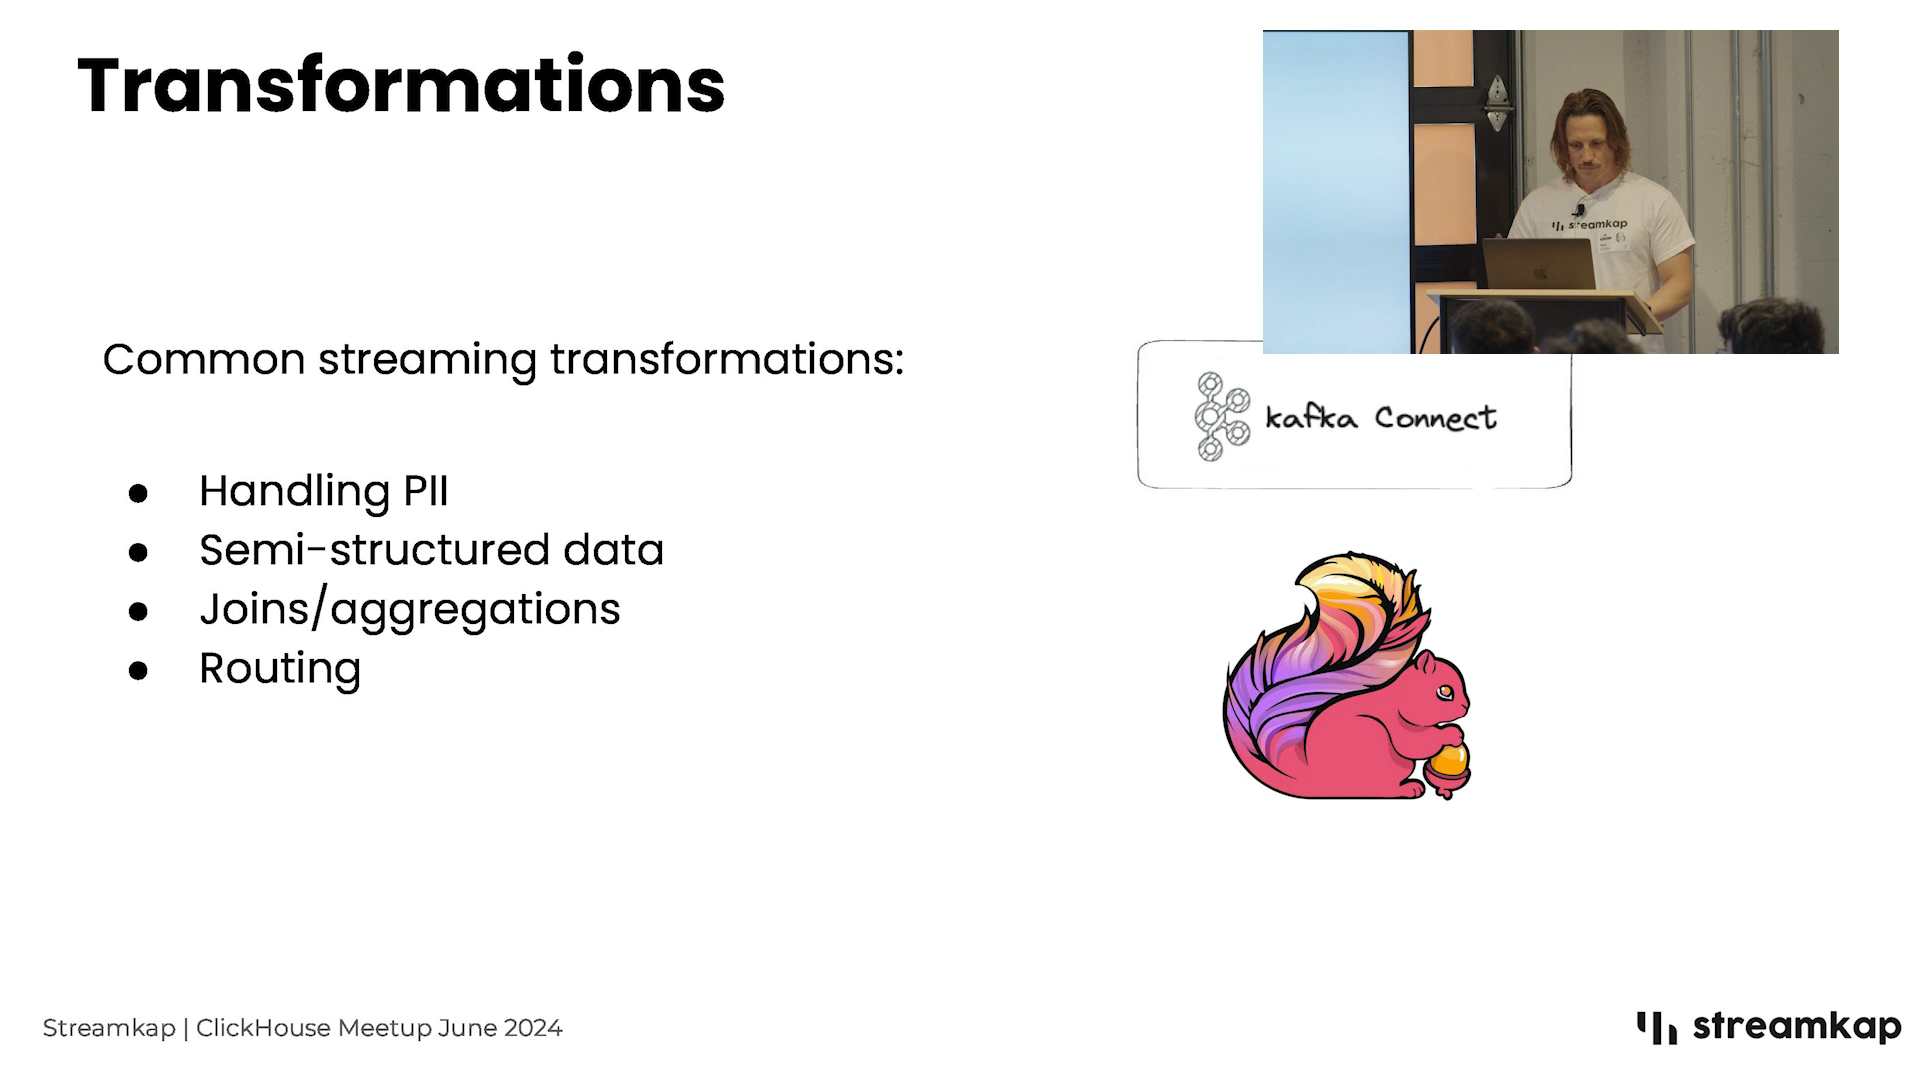 Transformations
streamkap
Common streaming transformations:
kafka Connect
● Handling PII
● Semi-structured data
● Joins/aggregations
● Routing
Streamkap | ClickHouse Meetup June 2024
streamkap